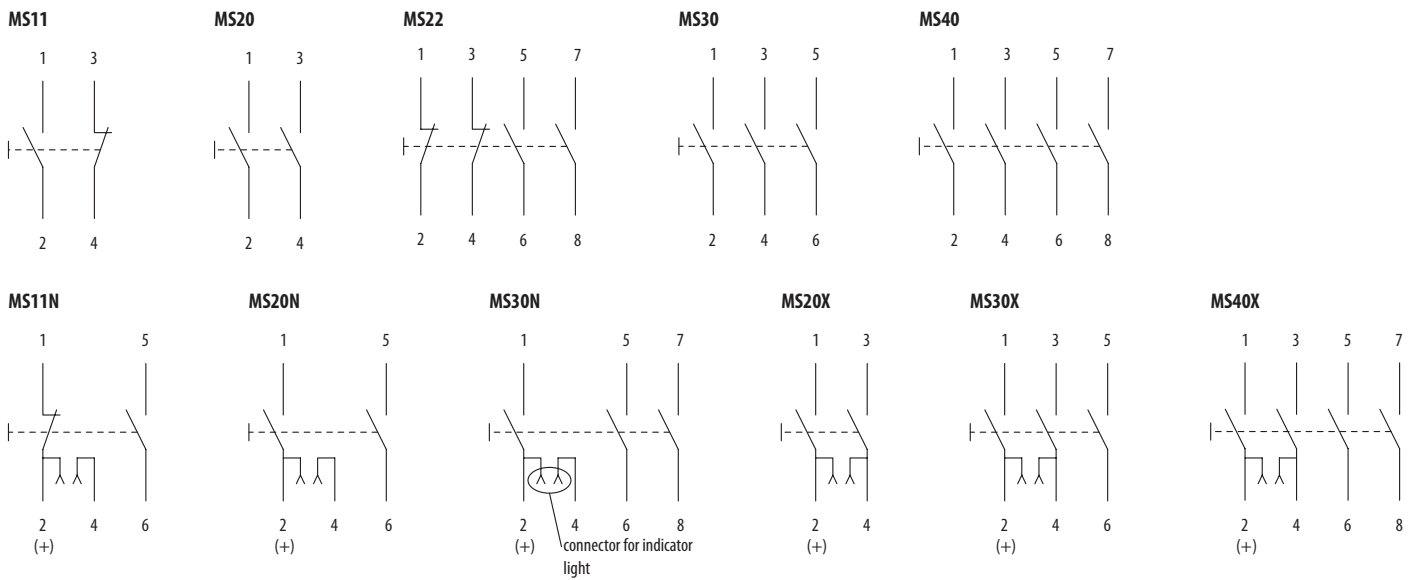 MS11 MS20 MS22 MS30 MS40
1 3 1 3 1 3 5 7 1 3 5 1 3 5 7
2 4 2 4 2 4 6 8 2 4 6 2 4 6 8
MS11N MS20N MS30N MS20X MS30X MS40X
1 5 1 5 1 5 7 1 3 1 3 5 1 3 5 7
2 4 6 2 4 6 2 4 6 8 2 4 2 4 6 2 4 6 8
(+) (+) (+) (+) (+) (+)
connector for indicator
light